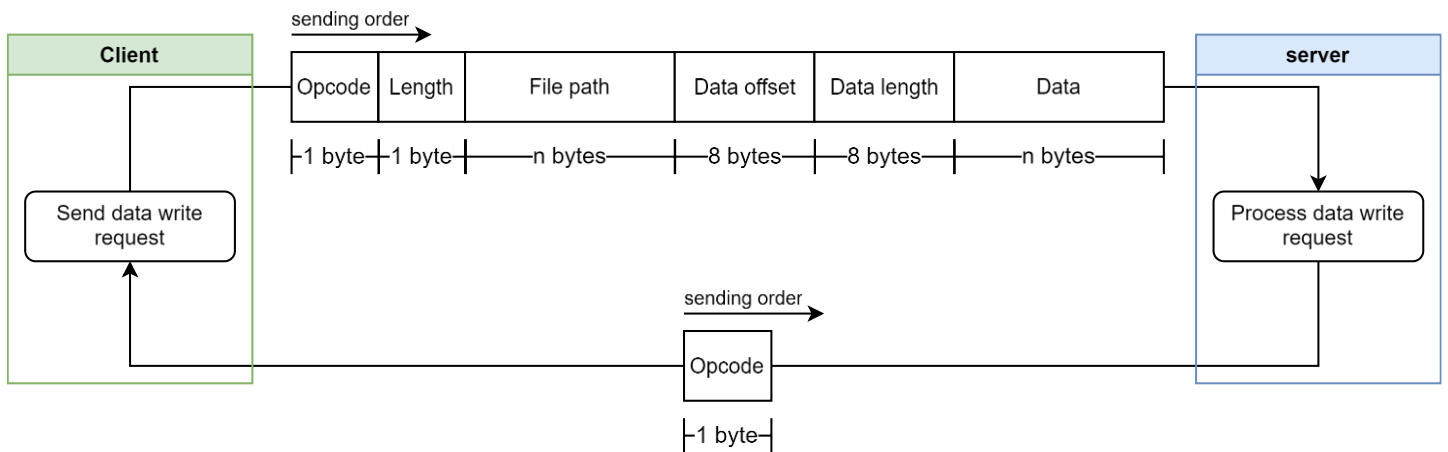 sending order
Client
server
Opcode
Length
File path
Data offset
Data length
Data
1 byte
1 byte
n bytes
8 bytes
8 bytes
n bytes
Send data write
request
Process data write
request
sending order
Opcode
1 byte